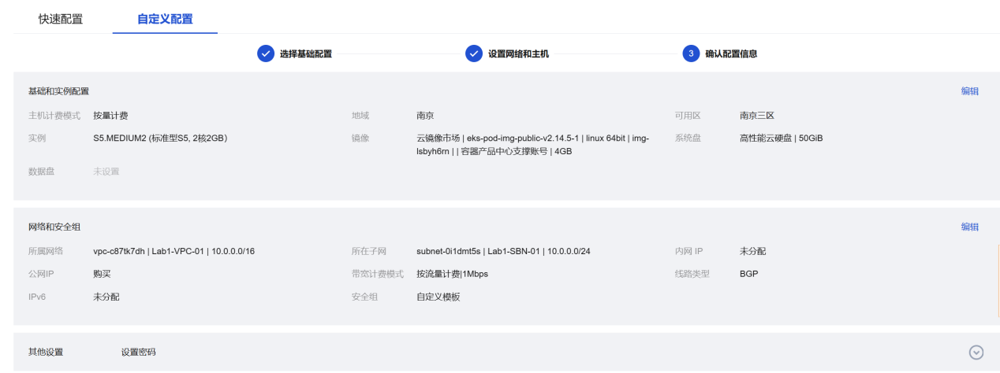 快速配置 自定义配置
选择基础配置 设置网络和主机 3 确认配置信息
基础和实例配置 编辑
主机计费模式 按量计费 地域 南京 可用区 南京三区
实例 S5.MEDIUM2 (标准型S5, 2核2GB) 镜像 云镜像市场 | eks-pod-img-public-v2.14.5-1 | linux 64bit | img- 系统盘 高性能云硬盘 | 50GiB
lsbyh6rn | | 容器产品中心支撑账号 | 4GB
数据盘 未设置
网络和安全组 编辑
所属网络 vpc-c87tk7dh | Lab1-VPC-01 | 10.0.0.0/16 所在子网 subnet-0i1dmt5s | Lab1-SBN-01 | 10.0.0.0/24 内网 IP 未分配
公网IP 购买 带宽计费模式 按流量计费|1Mbps 线路类型 BGP
IPv6 未分配 安全组 自定义模板
其他设置 设置密码